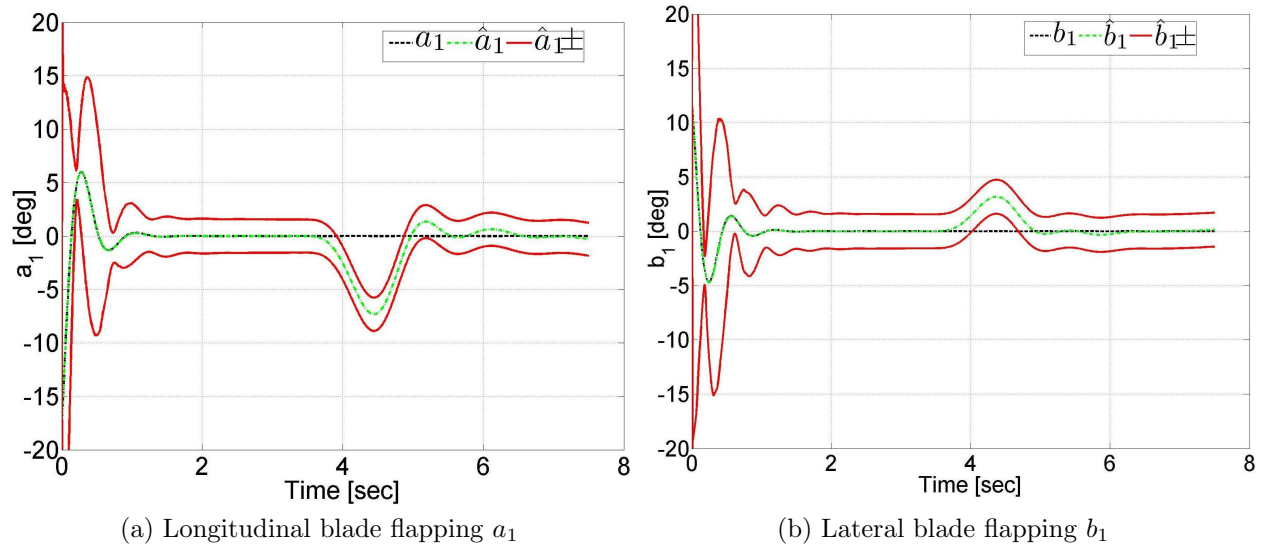 20
15
10
5
0
-5
-10
-15
-20
a₁ [deg]
a₁ â₁ â₁±
0 2 4 6 8
Time [sec]
(a) Longitudinal blade flapping a₁
20
15
10
5
0
-5
-10
-15
-20
b₁ [deg]
b₁ b̂₁ b̂₁±
0 2 4 6 8
Time [sec]
(b) Lateral blade flapping b₁